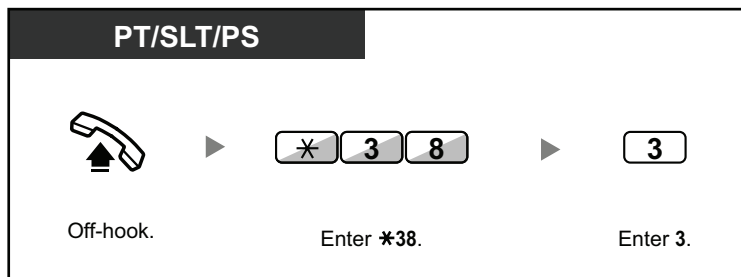 PT/SLT/PS
* 3 8
3
Off-hook.
Enter *38.
Enter 3.